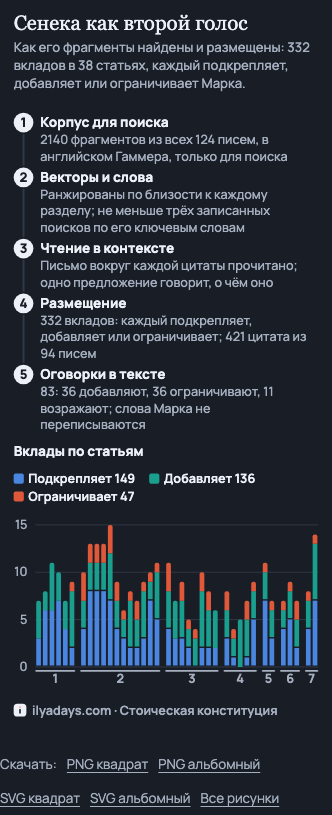 Сенека как второй голос
Как его фрагменты найдены и размещены: 332
вкладов в 38 статьях, каждый подкрепляет,
добавляет или ограничивает Марка.
1 Корпус для поиска
2140 фрагментов из всех 124 писем, в
английском Гаммера, только для поиска
2 Векторы и слова
Ранжированы по близости к каждому
разделу; не меньше трёх записанных
поисков по его ключевым словам
3 Чтение в контексте
Письмо вокруг каждой цитаты прочитано;
одно предложение говорит, о чём оно
4 Размещение
332 вкладов: каждый подкрепляет,
добавляет или ограничивает; 421 цитата из
94 писем
5 Оговорки в тексте
83: 36 добавляют, 36 ограничивают, 11
возражают; слова Марка не
переписываются
Вклады по статьям
Подкрепляет 149 Добавляет 136
Ограничивает 47
15
10
5
0
1 2 3 4 5 6 7
i ilyadays.com · Стоическая конституция
Скачать: PNG квадрат PNG альбомный
SVG квадрат SVG альбомный Все рисунки